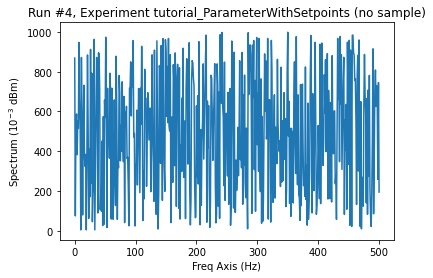 Run #4, Experiment tutorial_ParameterWithSetpoints (no sample)
1000
800
600
400
200
0
Spectrum (10⁻³ dBm)
0 100 200 300 400 500
Freq Axis (Hz)